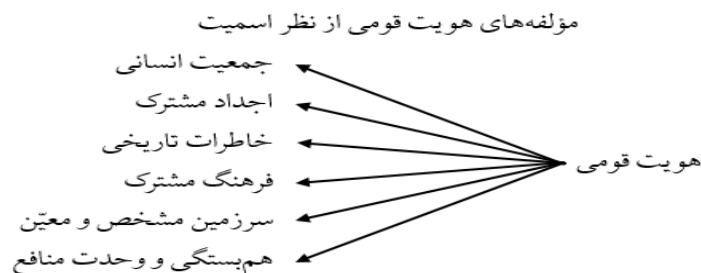 مؤلفه‌های هویت قومی از نظر اسمیت
هویت قومی
جمعیت انسانی
اجداد مشترک
خاطرات تاریخی
فرهنگ مشترک
سرزمین مشخص و معیّن
هم‌بستگی و وحدت منافع